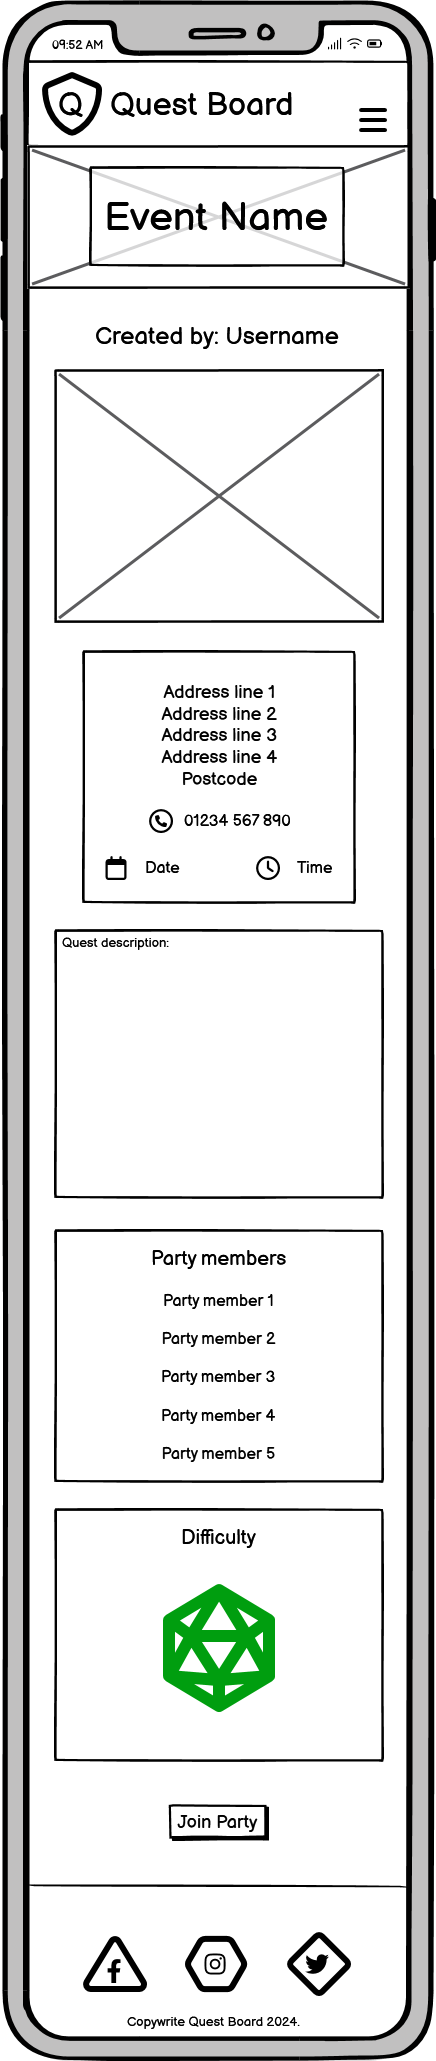 09:52 AM
Q Quest Board
Event Name
Created by: Username
Address line 1
Address line 2
Address line 3
Address line 4
Postcode
01234 567 890
Date Time
Quest description:
Party members
Party member 1
Party member 2
Party member 3
Party member 4
Party member 5
Difficulty
Join Party
Copywrite Quest Board 2024.